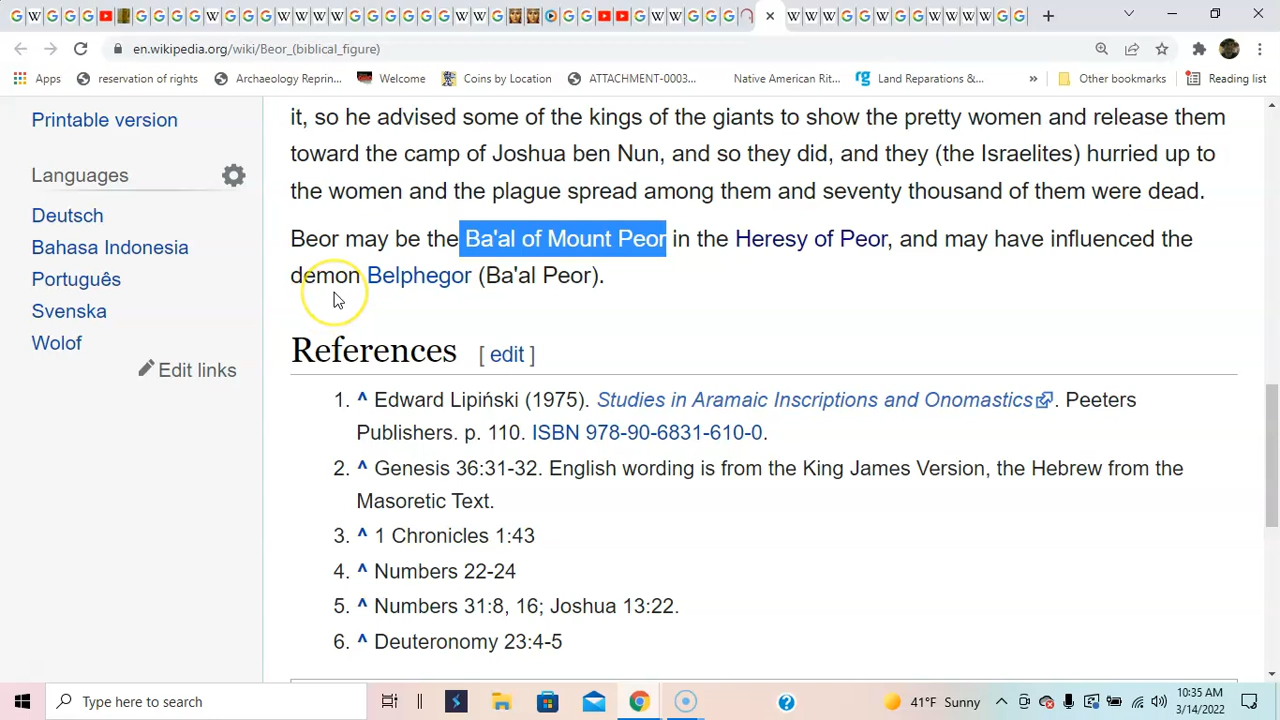 en.wikipedia.org/wiki/Beor_(biblical_figure)
Apps reservation of rights Archaeology Reprin... Welcome Coins by Location ATTACHMENT-0003... Native American Rit... Land Reparations &... » Other bookmarks Reading list
Printable version
Languages
Deutsch
Bahasa Indonesia
Português
Svenska
Wolof
Edit links
it, so he advised some of the kings of the giants to show the pretty women and release them
toward the camp of Joshua ben Nun, and so they did, and they (the Israelites) hurried up to
the women and the plague spread among them and seventy thousand of them were dead.
Beor may be the Ba'al of Mount Peor in the Heresy of Peor, and may have influenced the
demon Belphegor (Ba'al Peor).
References [ edit ]
1. ^ Edward Lipiński (1975). Studies in Aramaic Inscriptions and Onomastics. Peeters
Publishers. p. 110. ISBN 978-90-6831-610-0.
2. ^ Genesis 36:31-32. English wording is from the King James Version, the Hebrew from the
Masoretic Text.
3. ^ 1 Chronicles 1:43
4. ^ Numbers 22-24
5. ^ Numbers 31:8, 16; Joshua 13:22.
6. ^ Deuteronomy 23:4-5
Type here to search
41°F Sunny
10:35 AM
3/14/2022